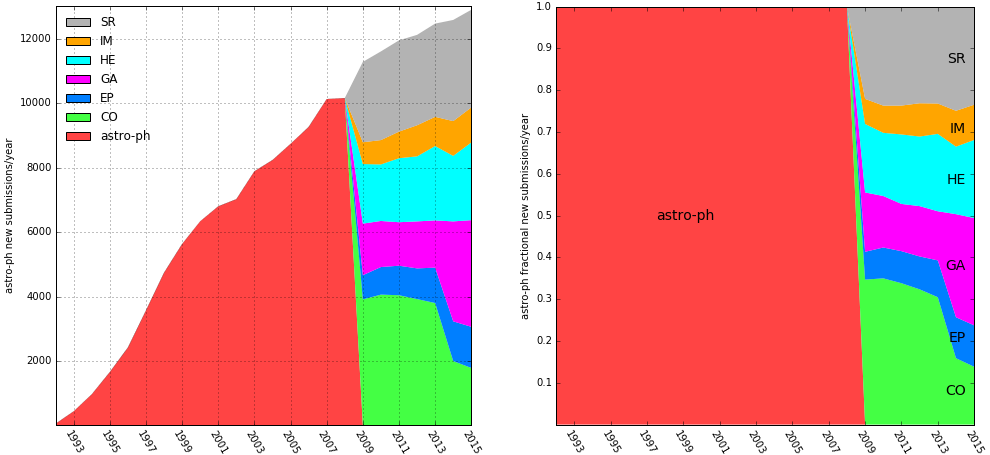 astro-ph new submissions/year
12000
10000
8000
6000
4000
2000
SR
IM
HE
GA
EP
CO
astro-ph
1993
1995
1997
1999
2001
2003
2005
2007
2009
2011
2013
2015
astro-ph fractional new submissions/year
1.0
0.9
0.8
0.7
0.6
0.5
0.4
0.3
0.2
0.1
astro-ph
SR
IM
HE
GA
EP
CO
1993
1995
1997
1999
2001
2003
2005
2007
2009
2011
2013
2015